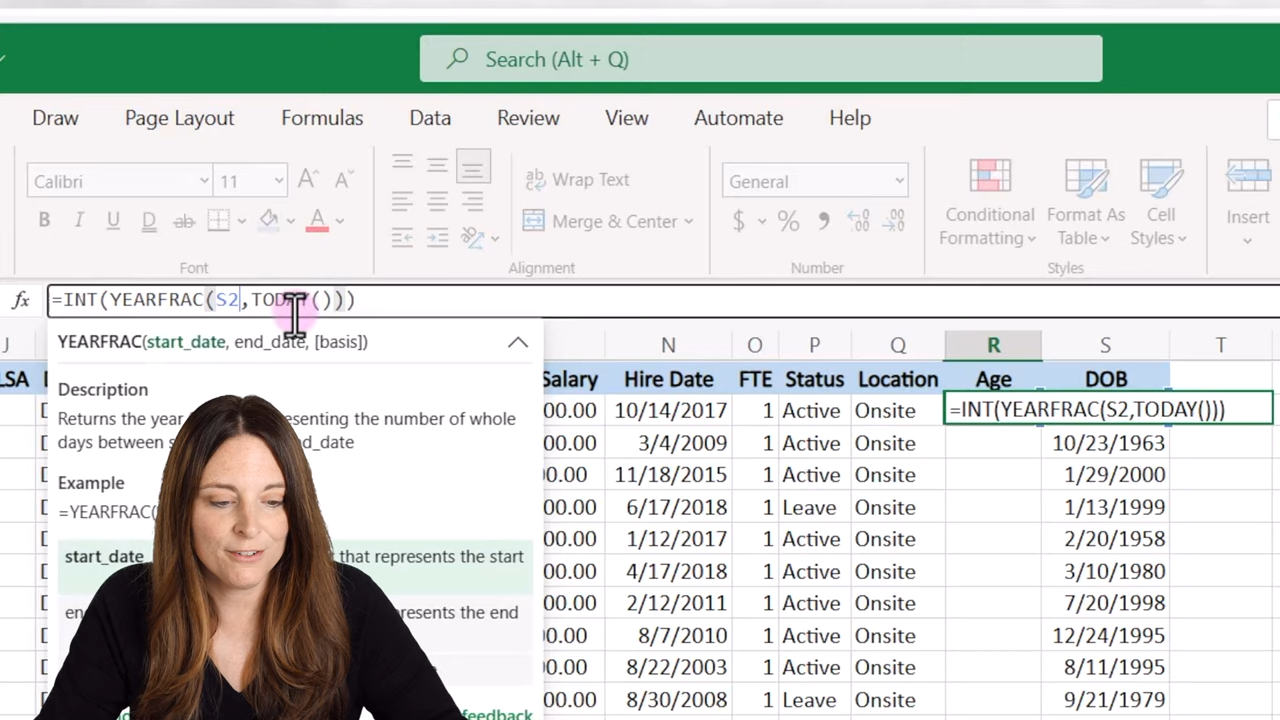 Search (Alt + Q)
Draw Page Layout Formulas Data Review View Automate Help
Calibri 11 A A Wrap Text General Conditional Formatting Format As Table Cell Styles Insert
B I U D ab A Merge & Center $ % , .00 .00
Font Alignment Number Styles
fx =INT(YEARFRAC(S2,TODAY()))
YEARFRAC(start_date, end_date, [basis])
Description
Returns the year esenting the number of whole
days between s nd_date
Example
=YEARFRAC(
start_date that represents the start
en presents the end
feedback
J N O P Q R S T
LSA Salary Hire Date FTE Status Location Age DOB
00.00 10/14/2017 1 Active Onsite =INT(YEARFRAC(S2,TODAY()))
00.00 3/4/2009 1 Active Onsite 10/23/1963
0.00 11/18/2015 1 Active Onsite 1/29/2000
00.00 6/17/2018 1 Leave Onsite 1/13/1999
00.00 1/12/2017 1 Active Onsite 2/20/1958
00.00 4/17/2018 1 Active Onsite 3/10/1980
00.00 2/12/2011 1 Active Onsite 7/20/1998
0.00 8/7/2010 1 Active Onsite 12/24/1995
00.00 8/22/2003 1 Active Onsite 8/11/1995
00.00 8/30/2008 1 Leave Onsite 9/21/1979